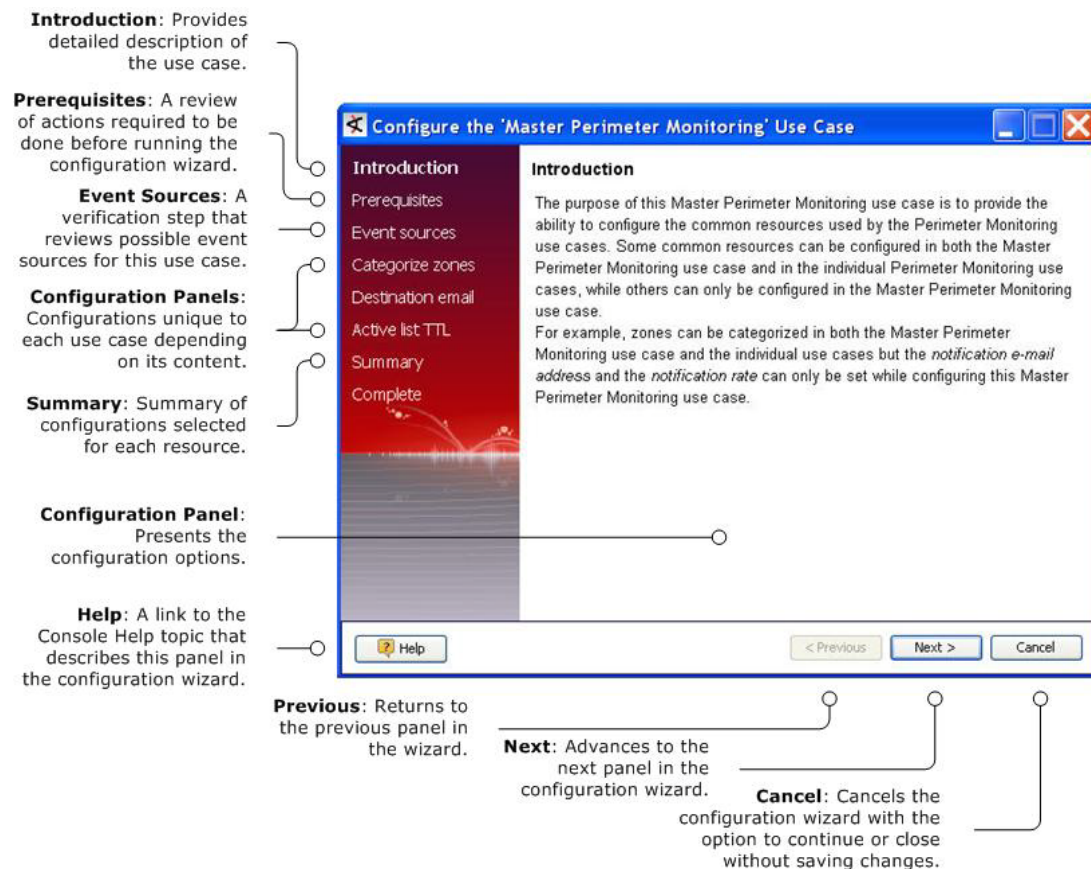 Introduction: Provides
detailed description of
the use case.
Prerequisites: A review
of actions required to be
done before running the
configuration wizard.
Event Sources: A
verification step that
reviews possible event
sources for this use case.
Configuration Panels:
Configurations unique to
each use case depending
on its content.
Summary: Summary of
configurations selected
for each resource.
Configuration Panel:
Presents the
configuration options.
Help: A link to the
Console Help topic that
describes this panel in
the configuration wizard.
Configure the 'Master Perimeter Monitoring' Use Case
Introduction
Prerequisites
Event sources
Categorize zones
Destination email
Active list TTL
Summary
Complete
Introduction
The purpose of this Master Perimeter Monitoring use case is to provide the
ability to configure the common resources used by the Perimeter Monitoring
use cases. Some common resources can be configured in both the Master
Perimeter Monitoring use case and in the individual Perimeter Monitoring use
cases, while others can only be configured in the Master Perimeter Monitoring
use case.
For example, zones can be categorized in both the Master Perimeter
Monitoring use case and the individual use cases but the notification e-mail
address and the notification rate can only be set while configuring this Master
Perimeter Monitoring use case.
Help
< Previous
Next >
Cancel
Previous: Returns to
the previous panel in
the wizard.
Next: Advances to the
next panel in the
configuration wizard.
Cancel: Cancels the
configuration wizard with the
option to continue or close
without saving changes.